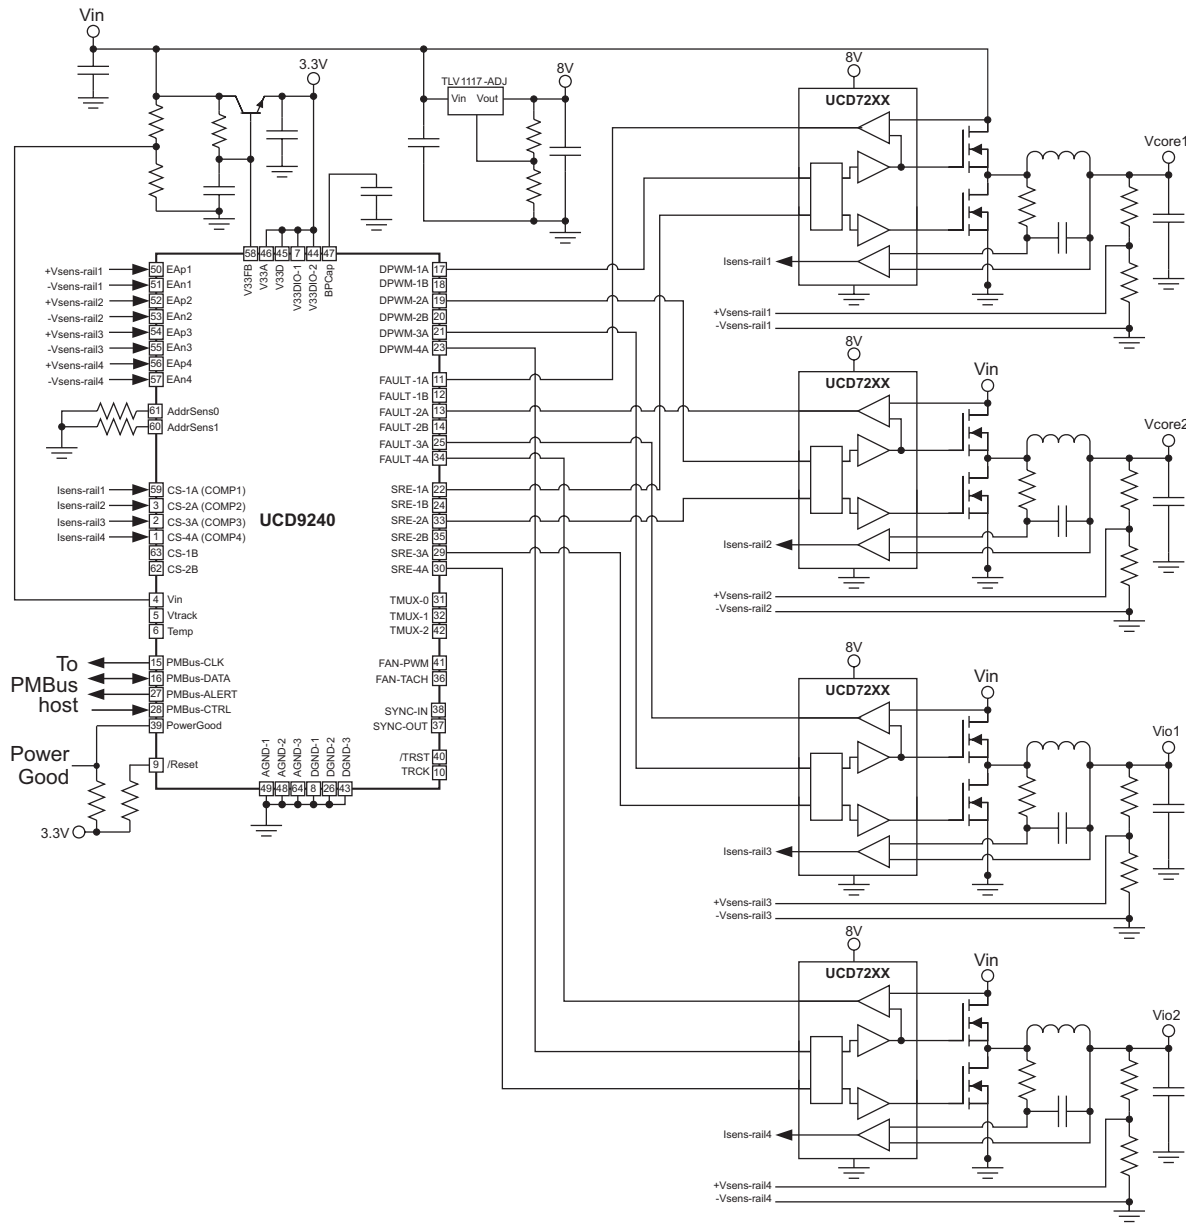 Vin
3.3V
TLV1117-ADJ
Vin Vout
8V
58 46 45 7 44 47
V33FB
V33A
V33D
V33DIO-1
V33DIO-2
BPCap
+Vsens-rail1 50 EAp1
-Vsens-rail1 51 EAn1
+Vsens-rail2 52 EAp2
-Vsens-rail2 53 EAn2
+Vsens-rail3 54 EAp3
-Vsens-rail3 55 EAn3
+Vsens-rail4 56 EAp4
-Vsens-rail4 57 EAn4
61 AddrSens0
60 AddrSens1
Isens-rail1 59 CS-1A (COMP1)
Isens-rail2 3 CS-2A (COMP2)
Isens-rail3 2 CS-3A (COMP3)
Isens-rail4 1 CS-4A (COMP4)
63 CS-1B
62 CS-2B
4 Vin
5 Vtrack
6 Temp
To
PMBus
host
15 PMBus-CLK
16 PMBus-DATA
27 PMBus-ALERT
28 PMBus-CTRL
39 PowerGood
Power
Good
9 /Reset
3.3V
UCD9240
AGND-1
AGND-2
AGND-3
DGND-1
DGND-2
DGND-3
49 48 64 8 26 43
DPWM-1A 17
DPWM-1B 18
DPWM-2A 19
DPWM-2B 20
DPWM-3A 21
DPWM-4A 23
FAULT-1A 11
FAULT-1B 12
FAULT-2A 13
FAULT-2B 14
FAULT-3A 25
FAULT-4A 34
SRE-1A 22
SRE-1B 24
SRE-2A 33
SRE-2B 35
SRE-3A 29
SRE-4A 30
TMUX-0 31
TMUX-1 32
TMUX-2 42
FAN-PWM 41
FAN-TACH 36
SYNC-IN 38
SYNC-OUT 37
/TRST 40
TRCK 10
8V
UCD72XX
Vcore1
Isens-rail1
+Vsens-rail1
-Vsens-rail1
8V
UCD72XX
Vin
Vcore2
Isens-rail2
+Vsens-rail2
-Vsens-rail2
8V
UCD72XX
Vin
Vio1
Isens-rail3
+Vsens-rail3
-Vsens-rail3
8V
UCD72XX
Vin
Vio2
Isens-rail4
+Vsens-rail4
-Vsens-rail4